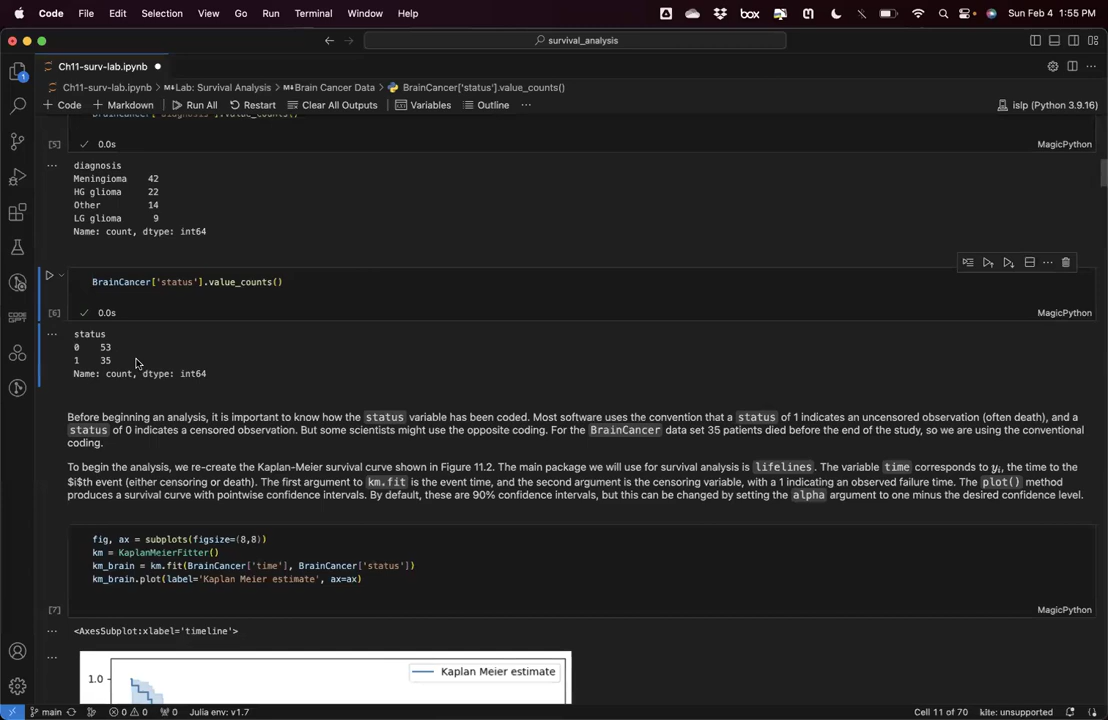 Code File Edit Selection View Go Run Terminal Window Help box Sun Feb 4 1:55 PM
survival_analysis
Ch11-surv-lab.ipynb
Ch11-surv-lab.ipynb > Lab: Survival Analysis > Brain Cancer Data > BrainCancer['status'].value_counts()
+ Code + Markdown Run All Restart Clear All Outputs Variables Outline ... islp (Python 3.9.16)
BrainCancer['diagnosis'].value_counts()
[5] 0.0s MagicPython
diagnosis
Meningioma 42
HG glioma 22
Other 14
LG glioma 9
Name: count, dtype: int64
BrainCancer['status'].value_counts()
[6] 0.0s MagicPython
status
0 53
1 35
Name: count, dtype: int64
Before beginning an analysis, it is important to know how the status variable has been coded. Most software uses the convention that a status of 1 indicates an uncensored observation (often death), and a
status of 0 indicates a censored observation. But some scientists might use the opposite coding. For the BrainCancer data set 35 patients died before the end of the study, so we are using the conventional
coding.
To begin the analysis, we re-create the Kaplan-Meier survival curve shown in Figure 11.2. The main package we will use for survival analysis is lifelines. The variable time corresponds to yi, the time to the
$i$th event (either censoring or death). The first argument to km.fit is the event time, and the second argument is the censoring variable, with a 1 indicating an observed failure time. The plot() method
produces a survival curve with pointwise confidence intervals. By default, these are 90% confidence intervals, but this can be changed by setting the alpha argument to one minus the desired confidence level.
fig, ax = subplots(figsize=(8,8))
km = KaplanMeierFitter()
km_brain = km.fit(BrainCancer['time'], BrainCancer['status'])
km_brain.plot(label='Kaplan Meier estimate', ax=ax)
[7] MagicPython
<AxesSubplot:xlabel='timeline'>
Kaplan Meier estimate
1.0
main 0 0 0 Julia env: v1.7 Cell 11 of 70 kite: unsupported